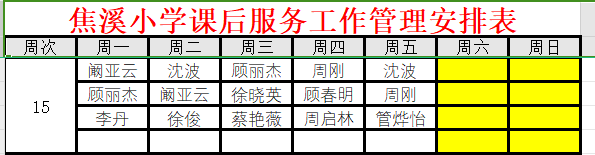 焦溪小学课后服务工作管理安排表
周次 周一 周二 周三 周四 周五 周六 周日
阚亚云 沈波 顾丽杰 周刚 沈波
15 顾丽杰 阚亚云 徐晓英 顾春明 周刚
李丹 徐俊 蔡艳薇 周启林 管烨怡